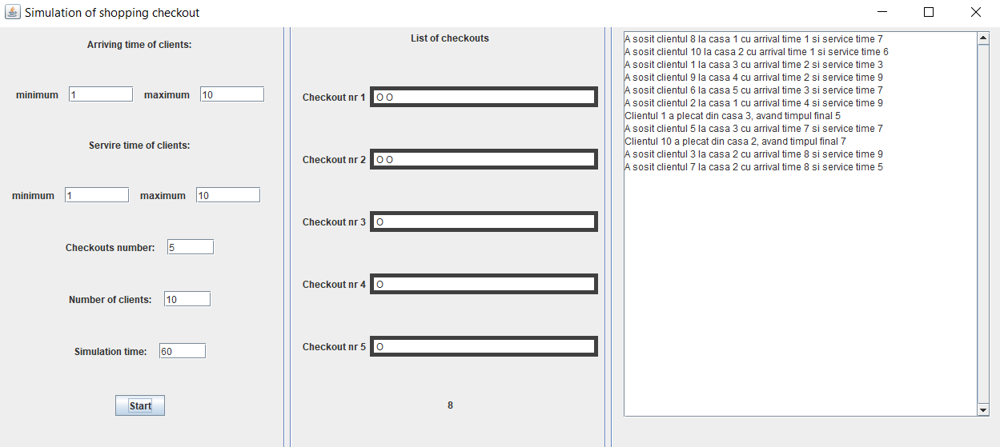 Simulation of shopping checkout
Arriving time of clients:
minimum 1 maximum 10
Servire time of clients:
minimum 1 maximum 10
Checkouts number: 5
Number of clients: 10
Simulation time: 60
Start
List of checkouts
Checkout nr 1 O O
Checkout nr 2 O O
Checkout nr 3 O
Checkout nr 4 O
Checkout nr 5 O
8
A sosit clientul 8 la casa 1 cu arrival time 1 si service time 7
A sosit clientul 10 la casa 2 cu arrival time 1 si service time 6
A sosit clientul 1 la casa 3 cu arrival time 2 si service time 3
A sosit clientul 9 la casa 4 cu arrival time 2 si service time 9
A sosit clientul 6 la casa 5 cu arrival time 3 si service time 7
A sosit clientul 2 la casa 1 cu arrival time 4 si service time 9
Clientul 1 a plecat din casa 3, avand timpul final 5
A sosit clientul 5 la casa 3 cu arrival time 7 si service time 7
Clientul 10 a plecat din casa 2, avand timpul final 7
A sosit clientul 3 la casa 2 cu arrival time 8 si service time 9
A sosit clientul 7 la casa 2 cu arrival time 8 si service time 5